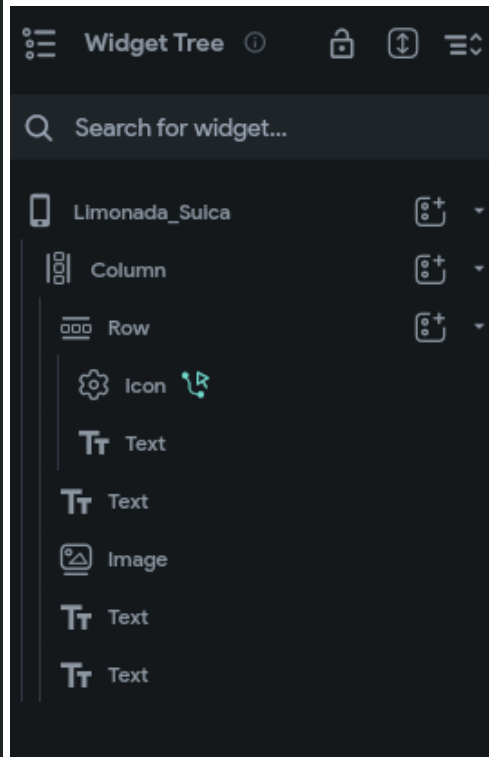 Widget Tree
Search for widget...
Limonada_Suica
Column
Row
Icon
Text
Text
Image
Text
Text